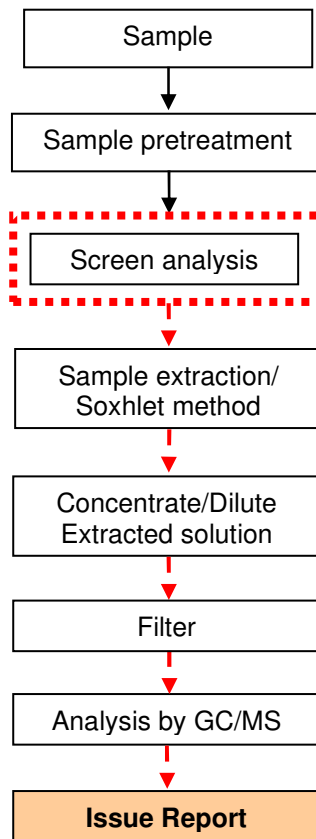 Sample
Sample pretreatment
Screen analysis
Sample extraction/
Soxhlet method
Concentrate/Dilute
Extracted solution
Filter
Analysis by GC/MS
Issue Report